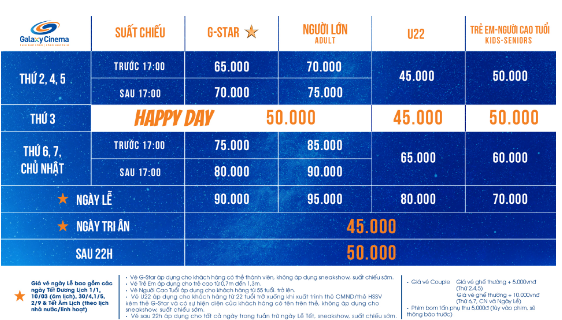 Galaxy Cinema
SUẤT CHIẾU
G-STAR
NGƯỜI LỚN
ADULT
U22
TRẺ EM-NGƯỜI CAO TUỔI
KIDS-SENIORS
THỨ 2, 4, 5
TRƯỚC 17:00
65.000
70.000
45.000
50.000
SAU 17:00
70.000
75.000
THỨ 3
HAPPY DAY
50.000
45.000
50.000
THỨ 6, 7,
CHỦ NHẬT
TRƯỚC 17:00
75.000
85.000
65.000
60.000
SAU 17:00
80.000
90.000
NGÀY LỄ
90.000
95.000
80.000
70.000
NGÀY TRI ÂN
45.000
SAU 22H
50.000
Giá vé ngày Lễ bao gồm các
ngày Tết Dương Lịch 1/1,
10/03 (âm lịch), 30/4,1/5,
2/9 & Tết Âm Lịch (theo lịch
nhà nước/linh hoạt)
- Vé G-Star áp dụng cho khách hàng có thẻ thành viên, không áp dụng sneakshow, suất chiếu sớm.
- Vé Trẻ Em áp dụng cho trẻ cao từ 0,7m đến 1,3m.
- Vé Người Cao Tuổi áp dụng cho khách hàng từ 55 tuổi trở lên.
- Vé U22 áp dụng cho khách hàng từ 22 tuổi trở xuống khi xuất trình thẻ CMND/thẻ HSSV
kèm thẻ G-Star và có sự hiện diện của khách hàng có tên trên thẻ, không áp dụng cho
sneakshow, suất chiếu sớm.
- Vé sau 22h áp dụng cho tất cả ngày trong tuần trừ ngày Lễ Tết, sneakshow, suất chiếu sớm.
- Giá vé Couple: Giá vé ghế thường + 5.000vnđ
(Thứ 2,4,5)
Giá vé ghế thường + 10.000vnđ
(Thứ 6,7, CN và Ngày Lễ)
- Phim bom tấn phụ thu 5.000đ (tùy vào phim, sẽ
thông báo trước)